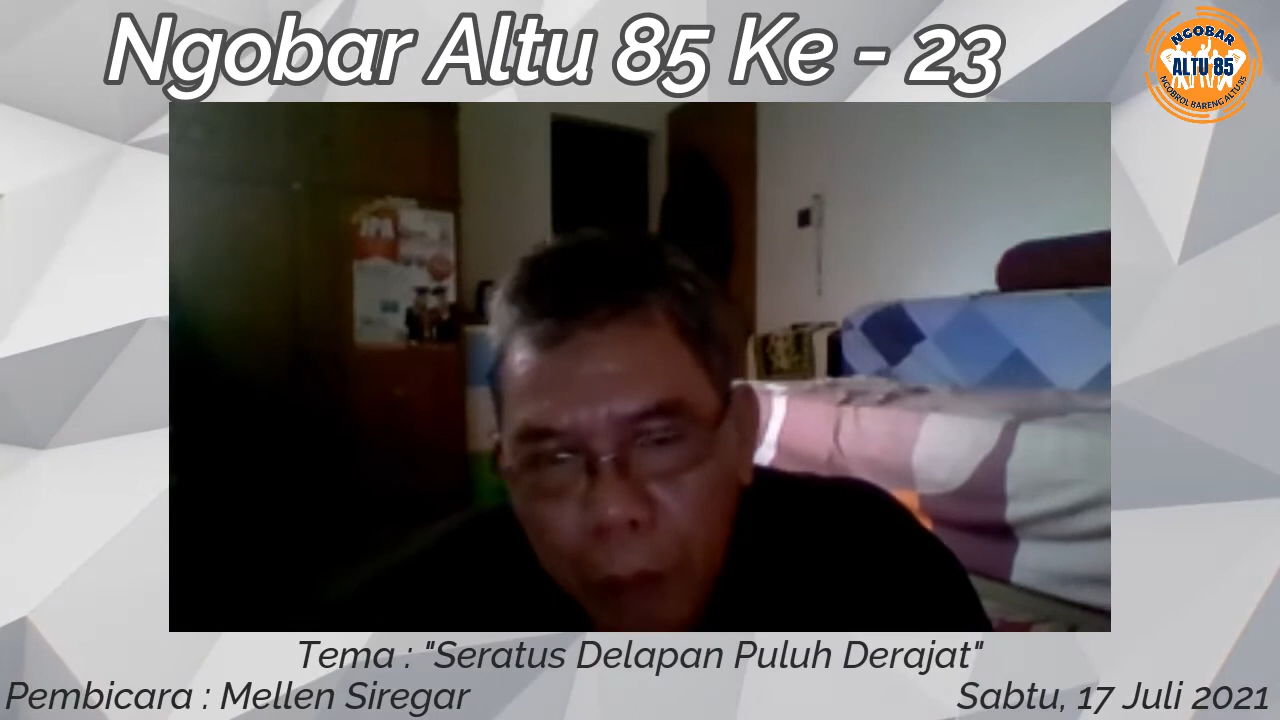 Ngobar Altu 85 Ke - 23
NGOBAR
ALTU 85
NGOBROL BARENG ALTU 85
Tema : "Seratus Delapan Puluh Derajat"
Pembicara : Mellen Siregar
Sabtu, 17 Juli 2021